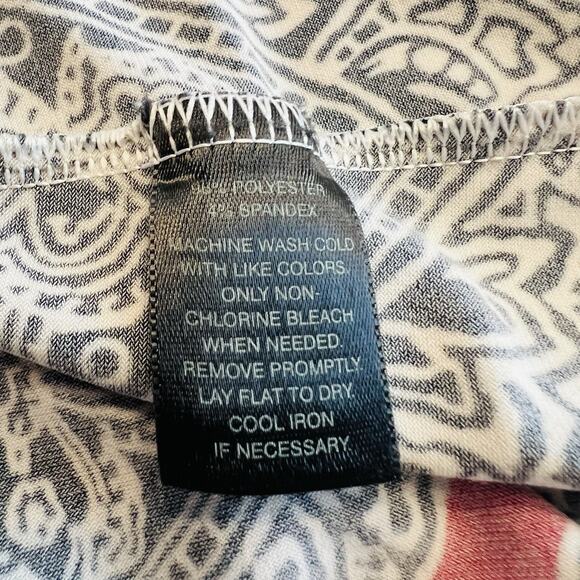 96% POLYESTER
4% SPANDEX
MACHINE WASH COLD
WITH LIKE COLORS.
ONLY NON-
CHLORINE BLEACH
WHEN NEEDED.
REMOVE PROMPTLY.
LAY FLAT TO DRY.
COOL IRON
IF NECESSARY.